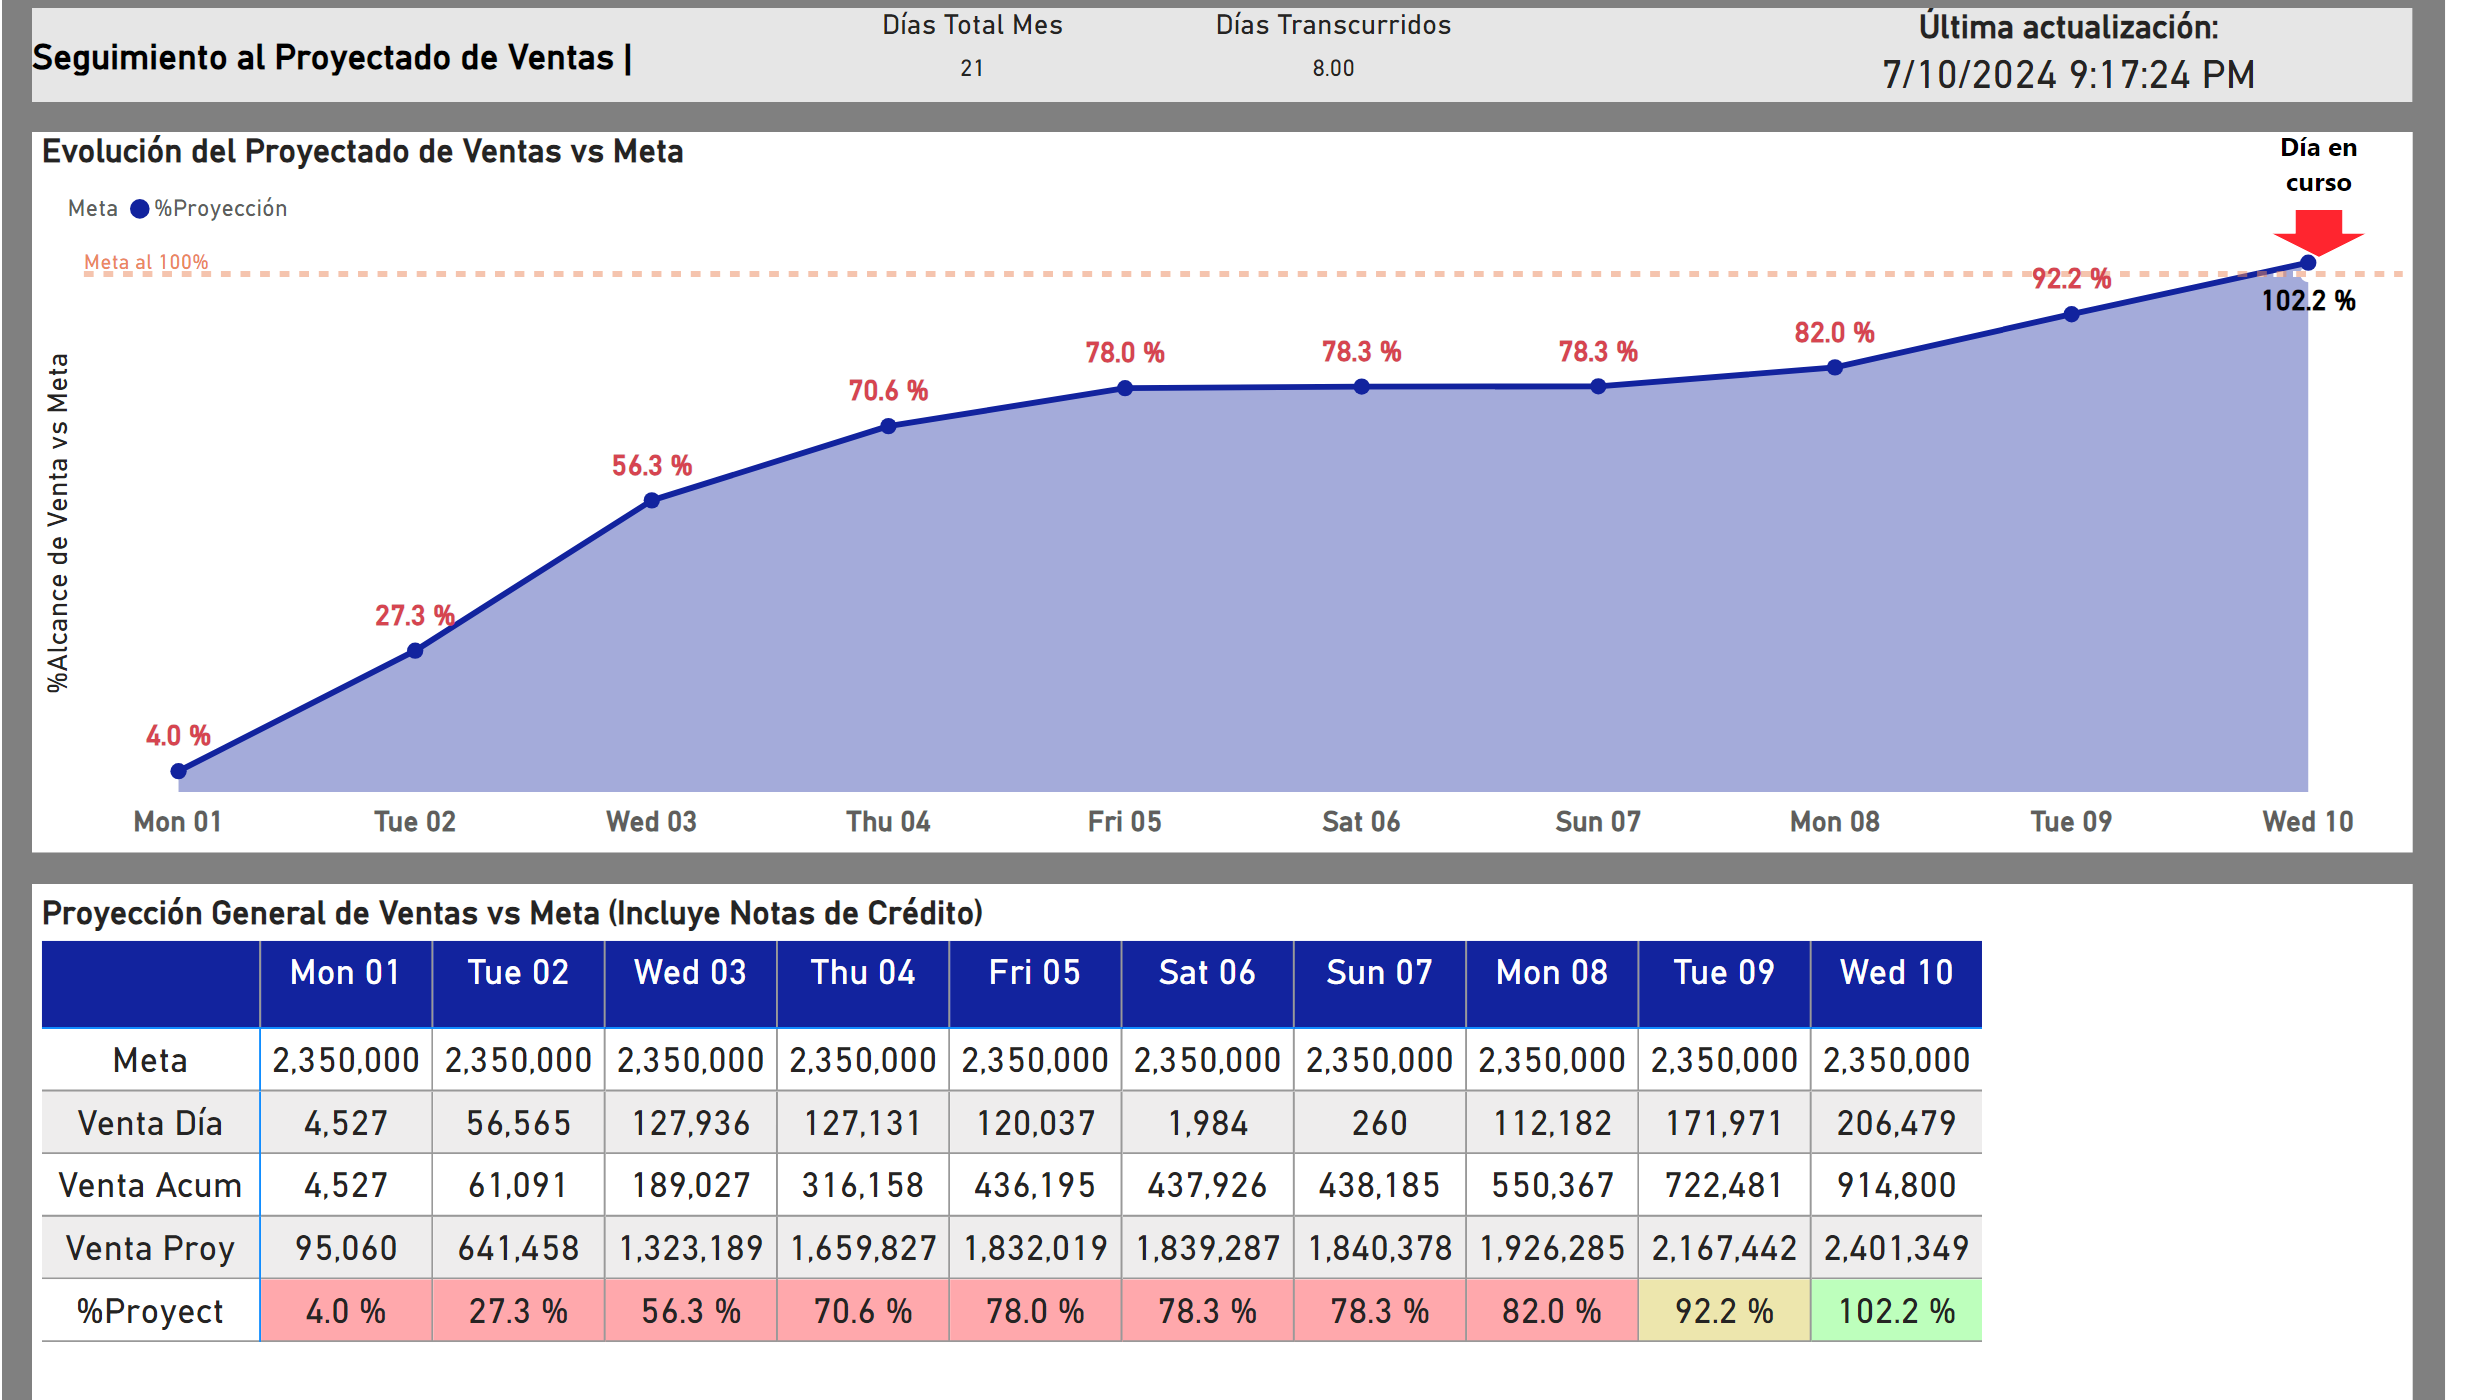 Seguimiento al Proyectado de Ventas |
Días Total Mes
21
Días Transcurridos
8.00
Última actualización:
7/10/2024 9:17:24 PM
Evolución del Proyectado de Ventas vs Meta
Día en
curso
Meta %Proyección
Meta al 100%
%Alcance de Venta vs Meta
4.0 %
27.3 %
56.3 %
70.6 %
78.0 %
78.3 %
78.3 %
82.0 %
92.2 %
102.2 %
Mon 01 Tue 02 Wed 03 Thu 04 Fri 05 Sat 06 Sun 07 Mon 08 Tue 09 Wed 10
Proyección General de Ventas vs Meta (Incluye Notas de Crédito)
Mon 01 Tue 02 Wed 03 Thu 04 Fri 05 Sat 06 Sun 07 Mon 08 Tue 09 Wed 10
Meta 2,350,000 2,350,000 2,350,000 2,350,000 2,350,000 2,350,000 2,350,000 2,350,000 2,350,000 2,350,000
Venta Día 4,527 56,565 127,936 127,131 120,037 1,984 260 112,182 171,971 206,479
Venta Acum 4,527 61,091 189,027 316,158 436,195 437,926 438,185 550,367 722,481 914,800
Venta Proy 95,060 641,458 1,323,189 1,659,827 1,832,019 1,839,287 1,840,378 1,926,285 2,167,442 2,401,349
%Proyect 4.0 % 27.3 % 56.3 % 70.6 % 78.0 % 78.3 % 78.3 % 82.0 % 92.2 % 102.2 %